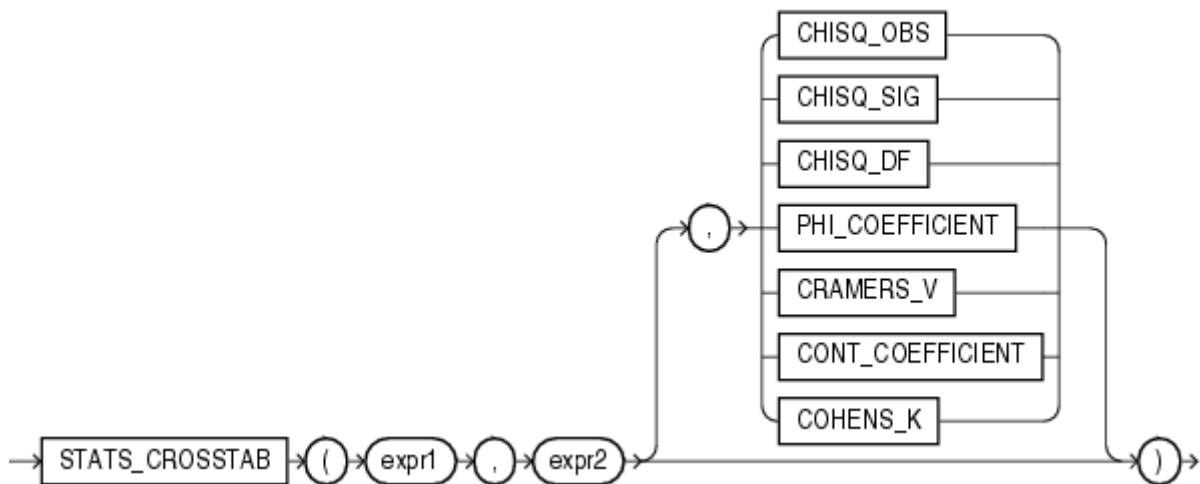 CHISQ_OBS
CHISQ_SIG
CHISQ_DF
, PHI_COEFFICIENT
CRAMERS_V
CONT_COEFFICIENT
COHENS_K
STATS_CROSSTAB ( expr1 , expr2 )